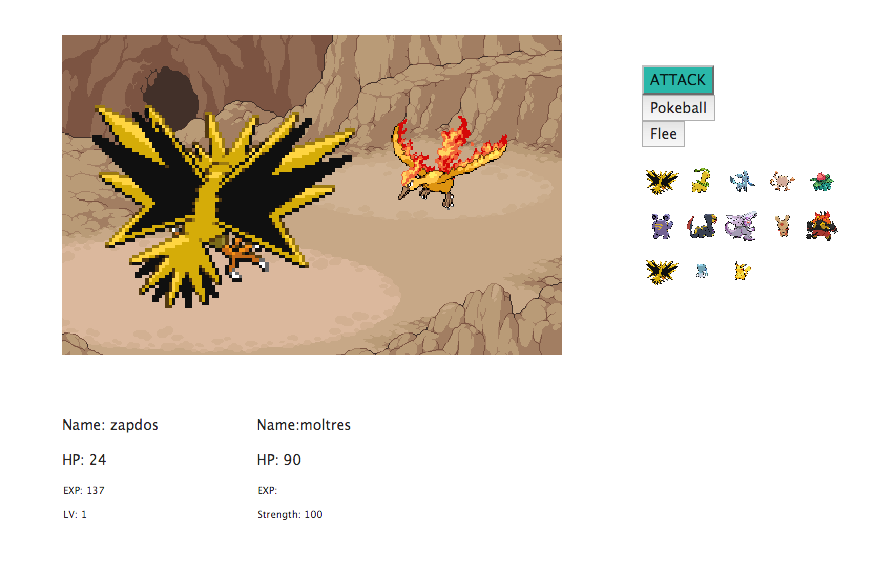 ATTACK
Pokeball
Flee
Name: zapdos
HP: 24
EXP: 137
LV: 1
Name:moltres
HP: 90
EXP:
Strength: 100